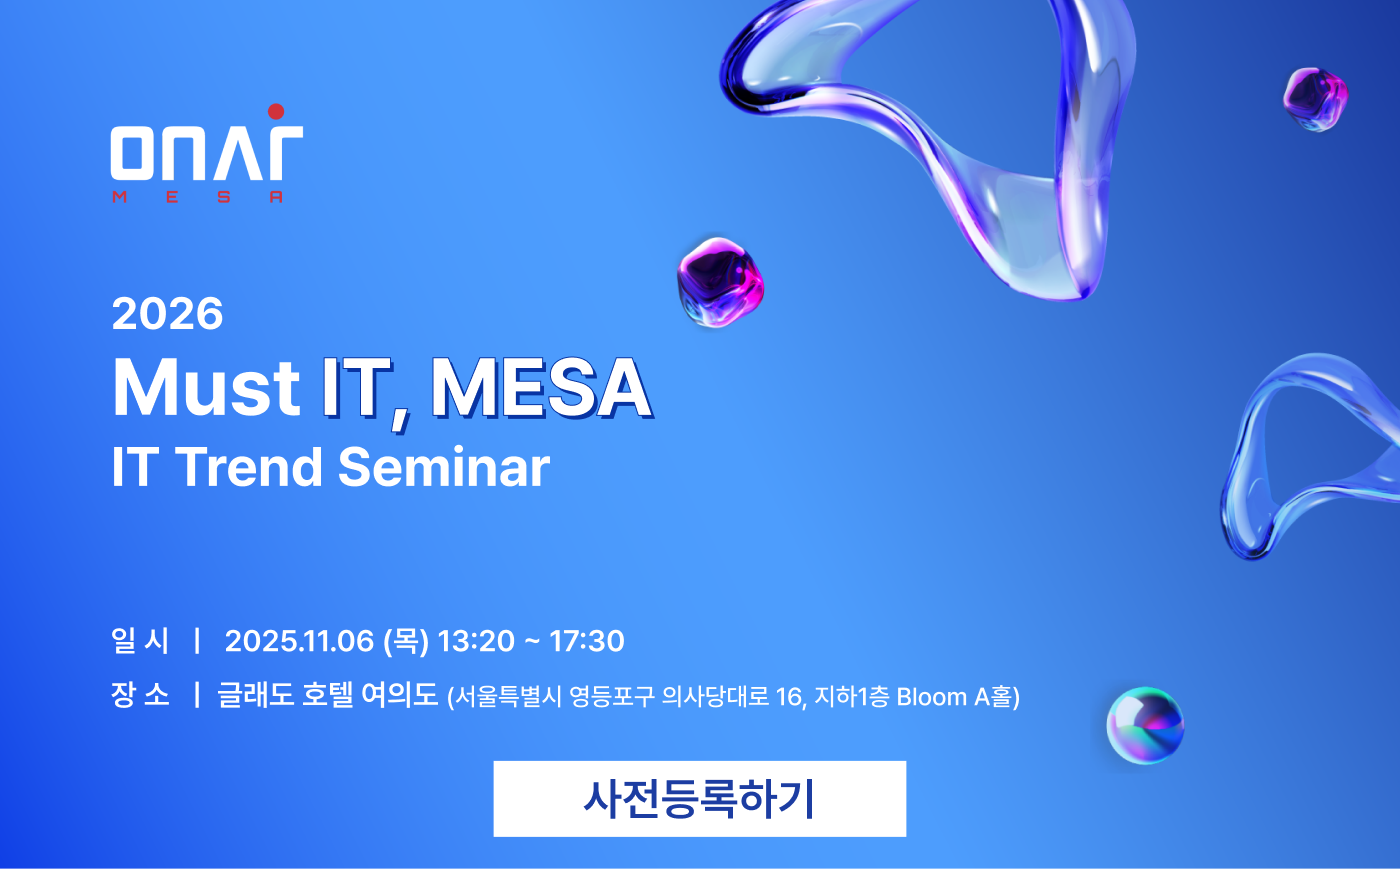 onair
MESA
2026
Must IT, MESA
IT Trend Seminar
일 시 | 2025.11.06 (목) 13:20 ~ 17:30
장 소 | 글래도 호텔 여의도 (서울특별시 영등포구 의사당대로 16, 지하1층 Bloom A홀)
사전등록하기